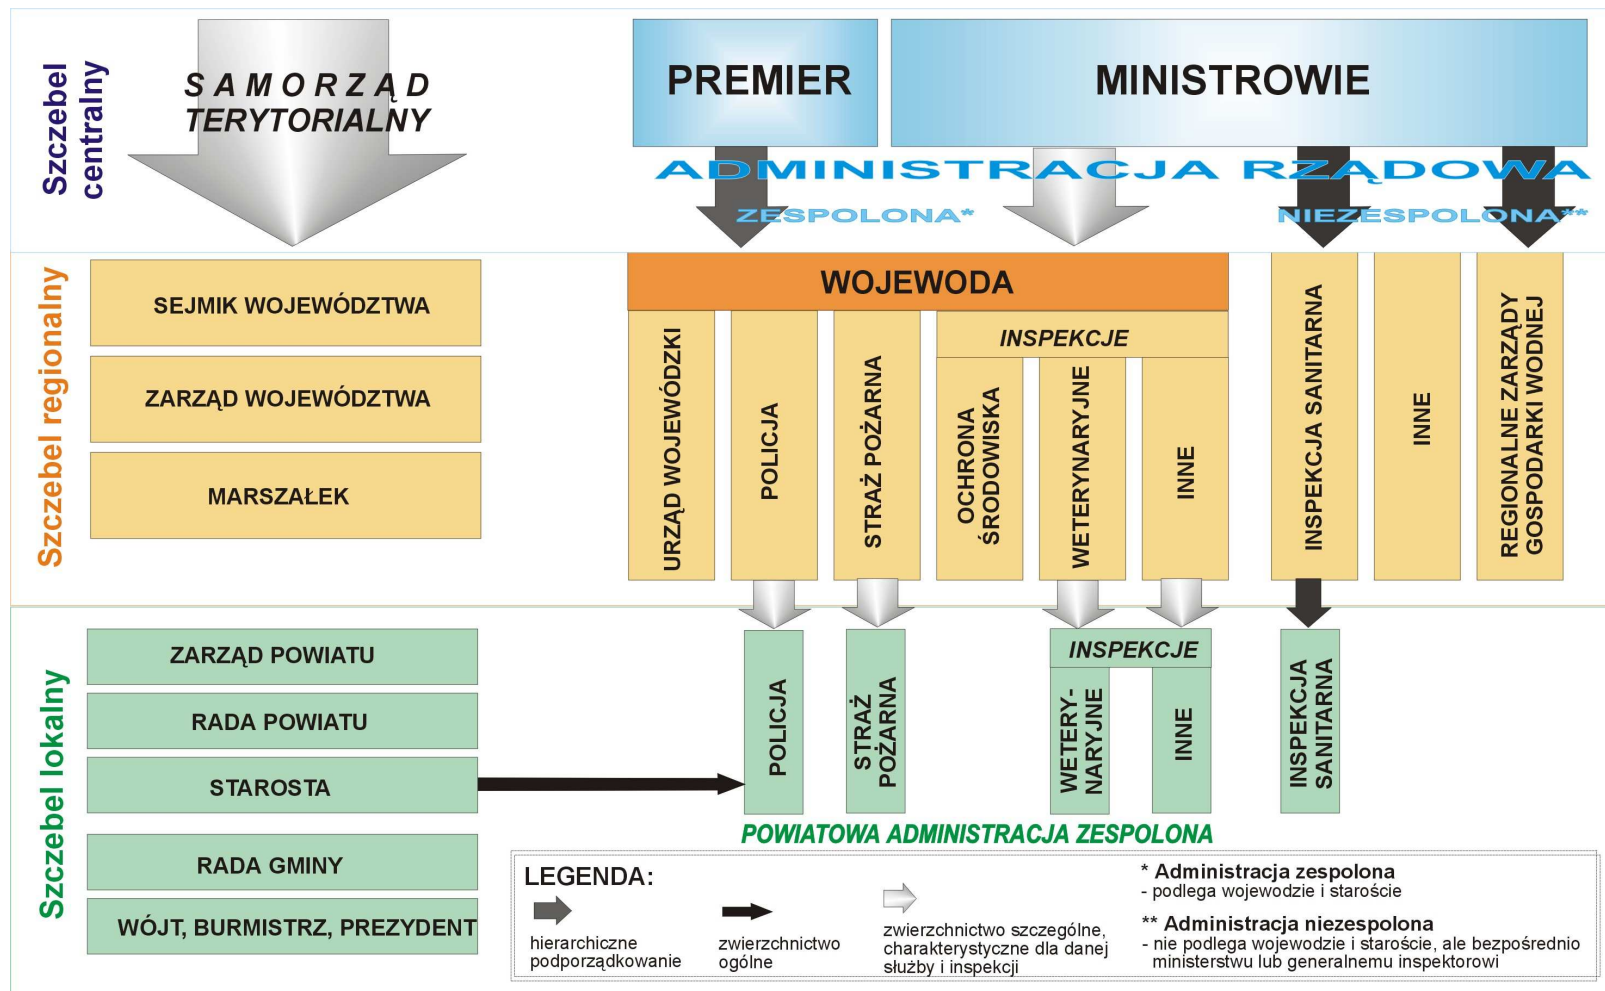 Szczebel
centralny
S A M O R Z Ą D
TERYTORIALNY
PREMIER
MINISTROWIE
ADMINISTRACJA RZĄDOWA
ZESPOLONA*
NIEZESPOLONA**
Szczebel regionalny
SEJMIK WOJEWÓDZTWA
ZARZĄD WOJEWÓDZTWA
MARSZAŁEK
WOJEWODA
URZĄD WOJEWÓDZKI
POLICJA
STRAŻ POŻARNA
INSPEKCJE
OCHRONA
ŚRODOWISKA
WETERYNARYJNE
INNE
INSPEKCJA SANITARNA
INNE
REGIONALNE ZARZĄDY
GOSPODARKI WODNEJ
Szczebel lokalny
ZARZĄD POWIATU
RADA POWIATU
STAROSTA
RADA GMINY
WÓJT, BURMISTRZ, PREZYDENT
POLICJA
STRAŻ
POŻARNA
INSPEKCJE
WETERY-
NARYJNE
INNE
INSPEKCJA
SANITARNA
POWIATOWA ADMINISTRACJA ZESPOLONA
LEGENDA:
hierarchiczne
podporządkowanie
zwierzchnictwo
ogólne
zwierzchnictwo szczególne,
charakterystyczne dla danej
służby i inspekcji
* Administracja zespolona
- podlega wojewodzie i staroście
** Administracja niezespolona
- nie podlega wojewodzie i staroście, ale bezpośrednio
ministerstwu lub generalnemu inspektorowi